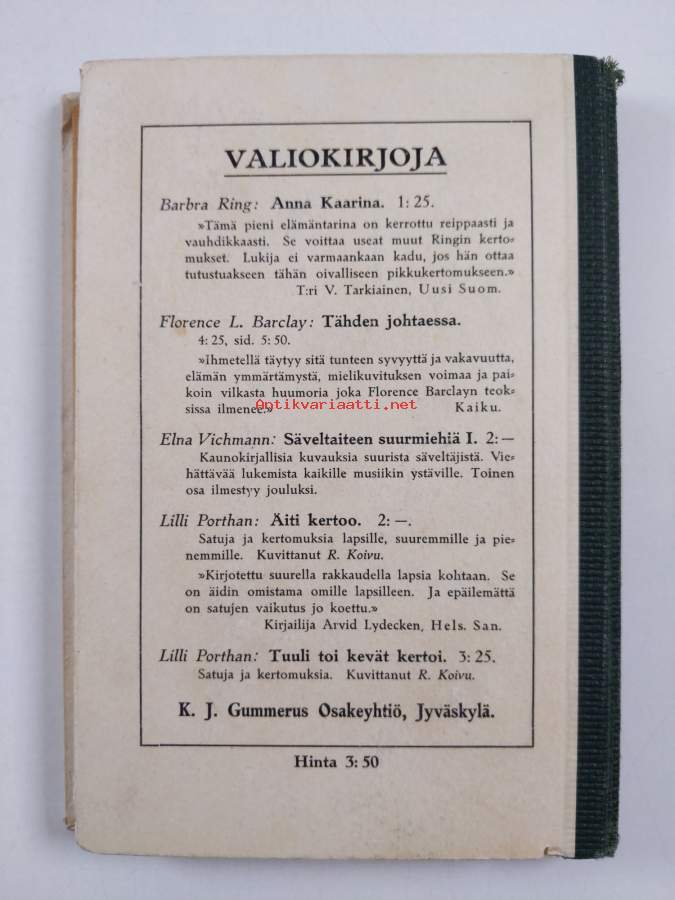 VALIOKIRJOJA
Barbra Ring: Anna Kaarina. 1: 25.
»Tämä pieni elämäntarina on kerrottu reippaasti ja
vauhdikkaasti. Se voittaa useat muut Ringin kerto=
mukset. Lukija ei varmaankaan kadu, jos hän ottaa
tutustuakseen tähän oivalliseen pikkukertomukseen.»
T:ri V. Tarkiainen, Uusi Suom.
Florence L. Barclay: Tähden johtaessa.
4: 25, sid. 5: 50.
»Ihmetellä täytyy sitä tunteen syvyyttä ja vakavuutta,
elämän ymmärtämystä, mielikuvituksen voimaa ja pai=
koin vilkasta huumoria joka Florence Barclayn teok=
sissa ilmenee.» Kaiku.
Antikvariaatti.net
Elna Vichmann: Säveltaiteen suurmiehiä I. 2: —
Kaunokirjallisia kuvauksia suurista säveltäjistä. Vie=
hättävää lukemista kaikille musiikin ystäville. Toinen
osa ilmestyy jouluksi.
Lilli Porthan: Äiti kertoo. 2: —.
Satuja ja kertomuksia lapsille, suuremmille ja pie=
nemmille. Kuvittanut R. Koivu.
»Kirjotettu suurella rakkaudella lapsia kohtaan. Se
on äidin omistama omille lapsilleen. Ja epäilemättä
on satujen vaikutus jo koettu.»
Kirjailija Arvid Lydecken, Hels. San.
Lilli Porthan: Tuuli toi kevät kertoi. 3: 25.
Satuja ja kertomuksia. Kuvittanut R. Koivu.
K. J. Gummerus Osakeyhtiö, Jyväskylä.
Hinta 3: 50